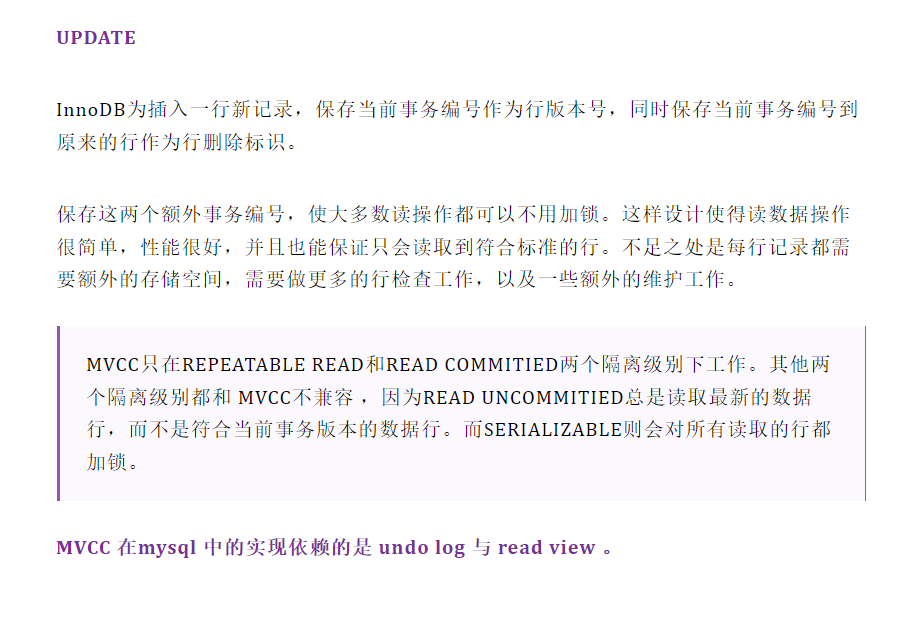 UPDATE
InnoDB为插入一行新记录，保存当前事务编号作为行版本号，同时保存当前事务编号到
原来的行作为行删除标识。
保存这两个额外事务编号，使大多数读操作都可以不用加锁。这样设计使得读数据操作
很简单，性能很好，并且也能保证只会读取到符合标准的行。不足之处是每行记录都需
要额外的存储空间，需要做更多的行检查工作，以及一些额外的维护工作。
MVCC只在REPEATABLE READ和READ COMMITIED两个隔离级别下工作。其他两
个隔离级别都和 MVCC不兼容 ，因为READ UNCOMMITIED总是读取最新的数据
行，而不是符合当前事务版本的数据行。而SERIALIZABLE则会对所有读取的行都
加锁。
MVCC 在mysql 中的实现依赖的是 undo log 与 read view 。